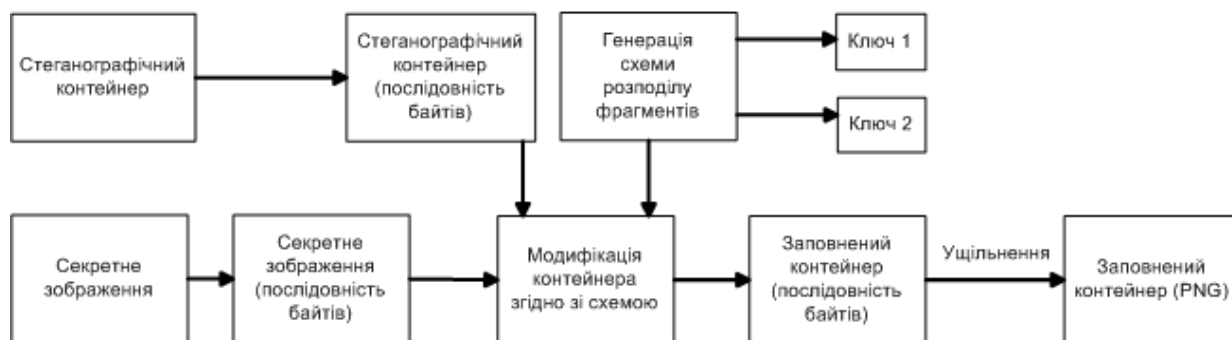 Стеганографічний
контейнер
Стеганографічний
контейнер
(послідовність
байтів)
Генерація
схеми
розподілу
фрагментів
Ключ 1
Ключ 2
Секретне
зображення
Секретне
зображення
(послідовність
байтів)
Модифікація
контейнера
згідно зі схемою
Заповнений
контейнер
(послідовність
байтів)
Ущільнення
Заповнений
контейнер (PNG)